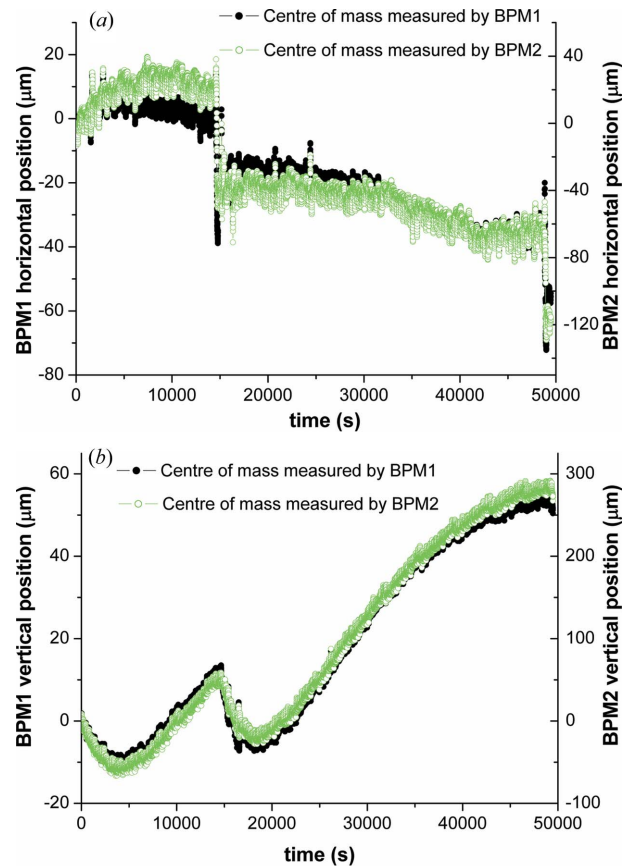 (a)
Centre of mass measured by BPM1
Centre of mass measured by BPM2
BPM1 horizontal position (μm)
20
0
-20
-40
-60
-80
BPM2 horizontal position (μm)
40
0
-40
-80
-120
0 10000 20000 30000 40000 50000
time (s)
(b)
Centre of mass measured by BPM1
Centre of mass measured by BPM2
BPM1 vertical position (μm)
60
40
20
0
-20
BPM2 vertical position (μm)
300
200
100
0
-100
0 10000 20000 30000 40000 50000
time (s)